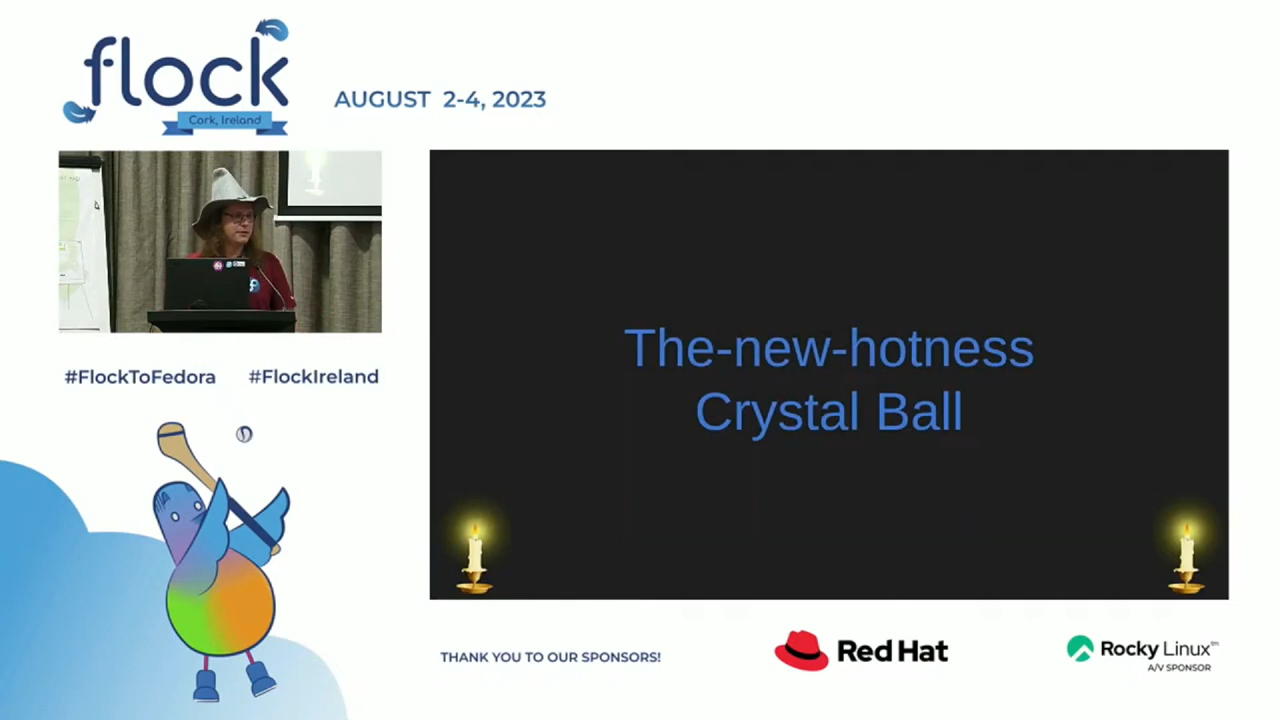 flock
Cork, Ireland
AUGUST 2-4, 2023
#FlockToFedora #FlockIreland
The-new-hotness
Crystal Ball
THANK YOU TO OUR SPONSORS!
Red Hat
Rocky Linux™
A/V SPONSOR